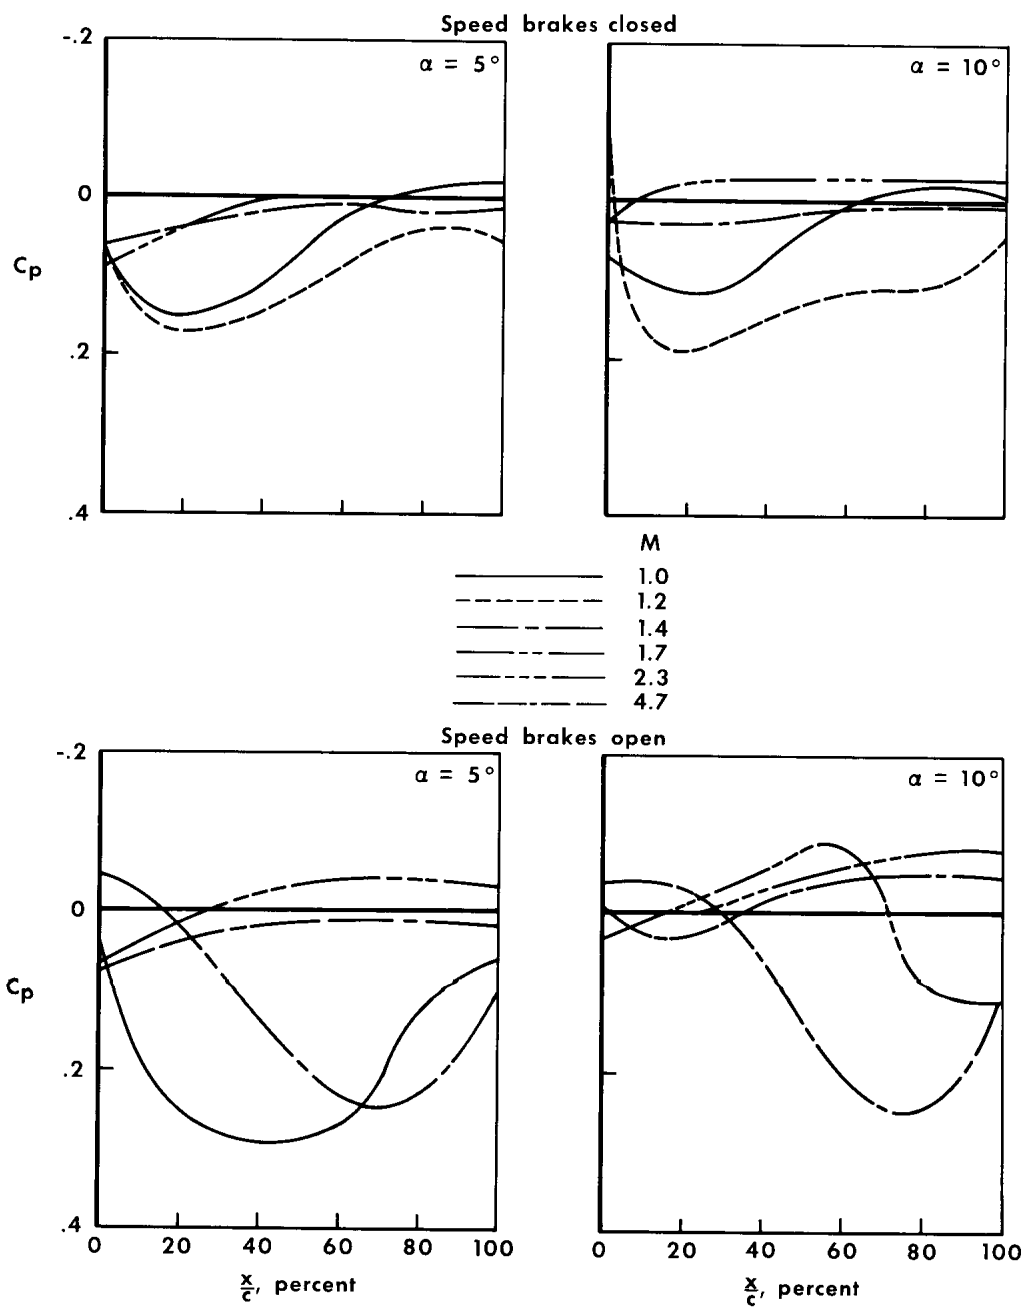 Speed brakes closed
-.2
α = 5°
α = 10°
0
Cp
.2
.4
M
1.0
1.2
1.4
1.7
2.3
4.7
Speed brakes open
-.2
α = 5°
α = 10°
0
Cp
.2
.4
0 20 40 60 80 100
0 20 40 60 80 100
x/c, percent
x/c, percent